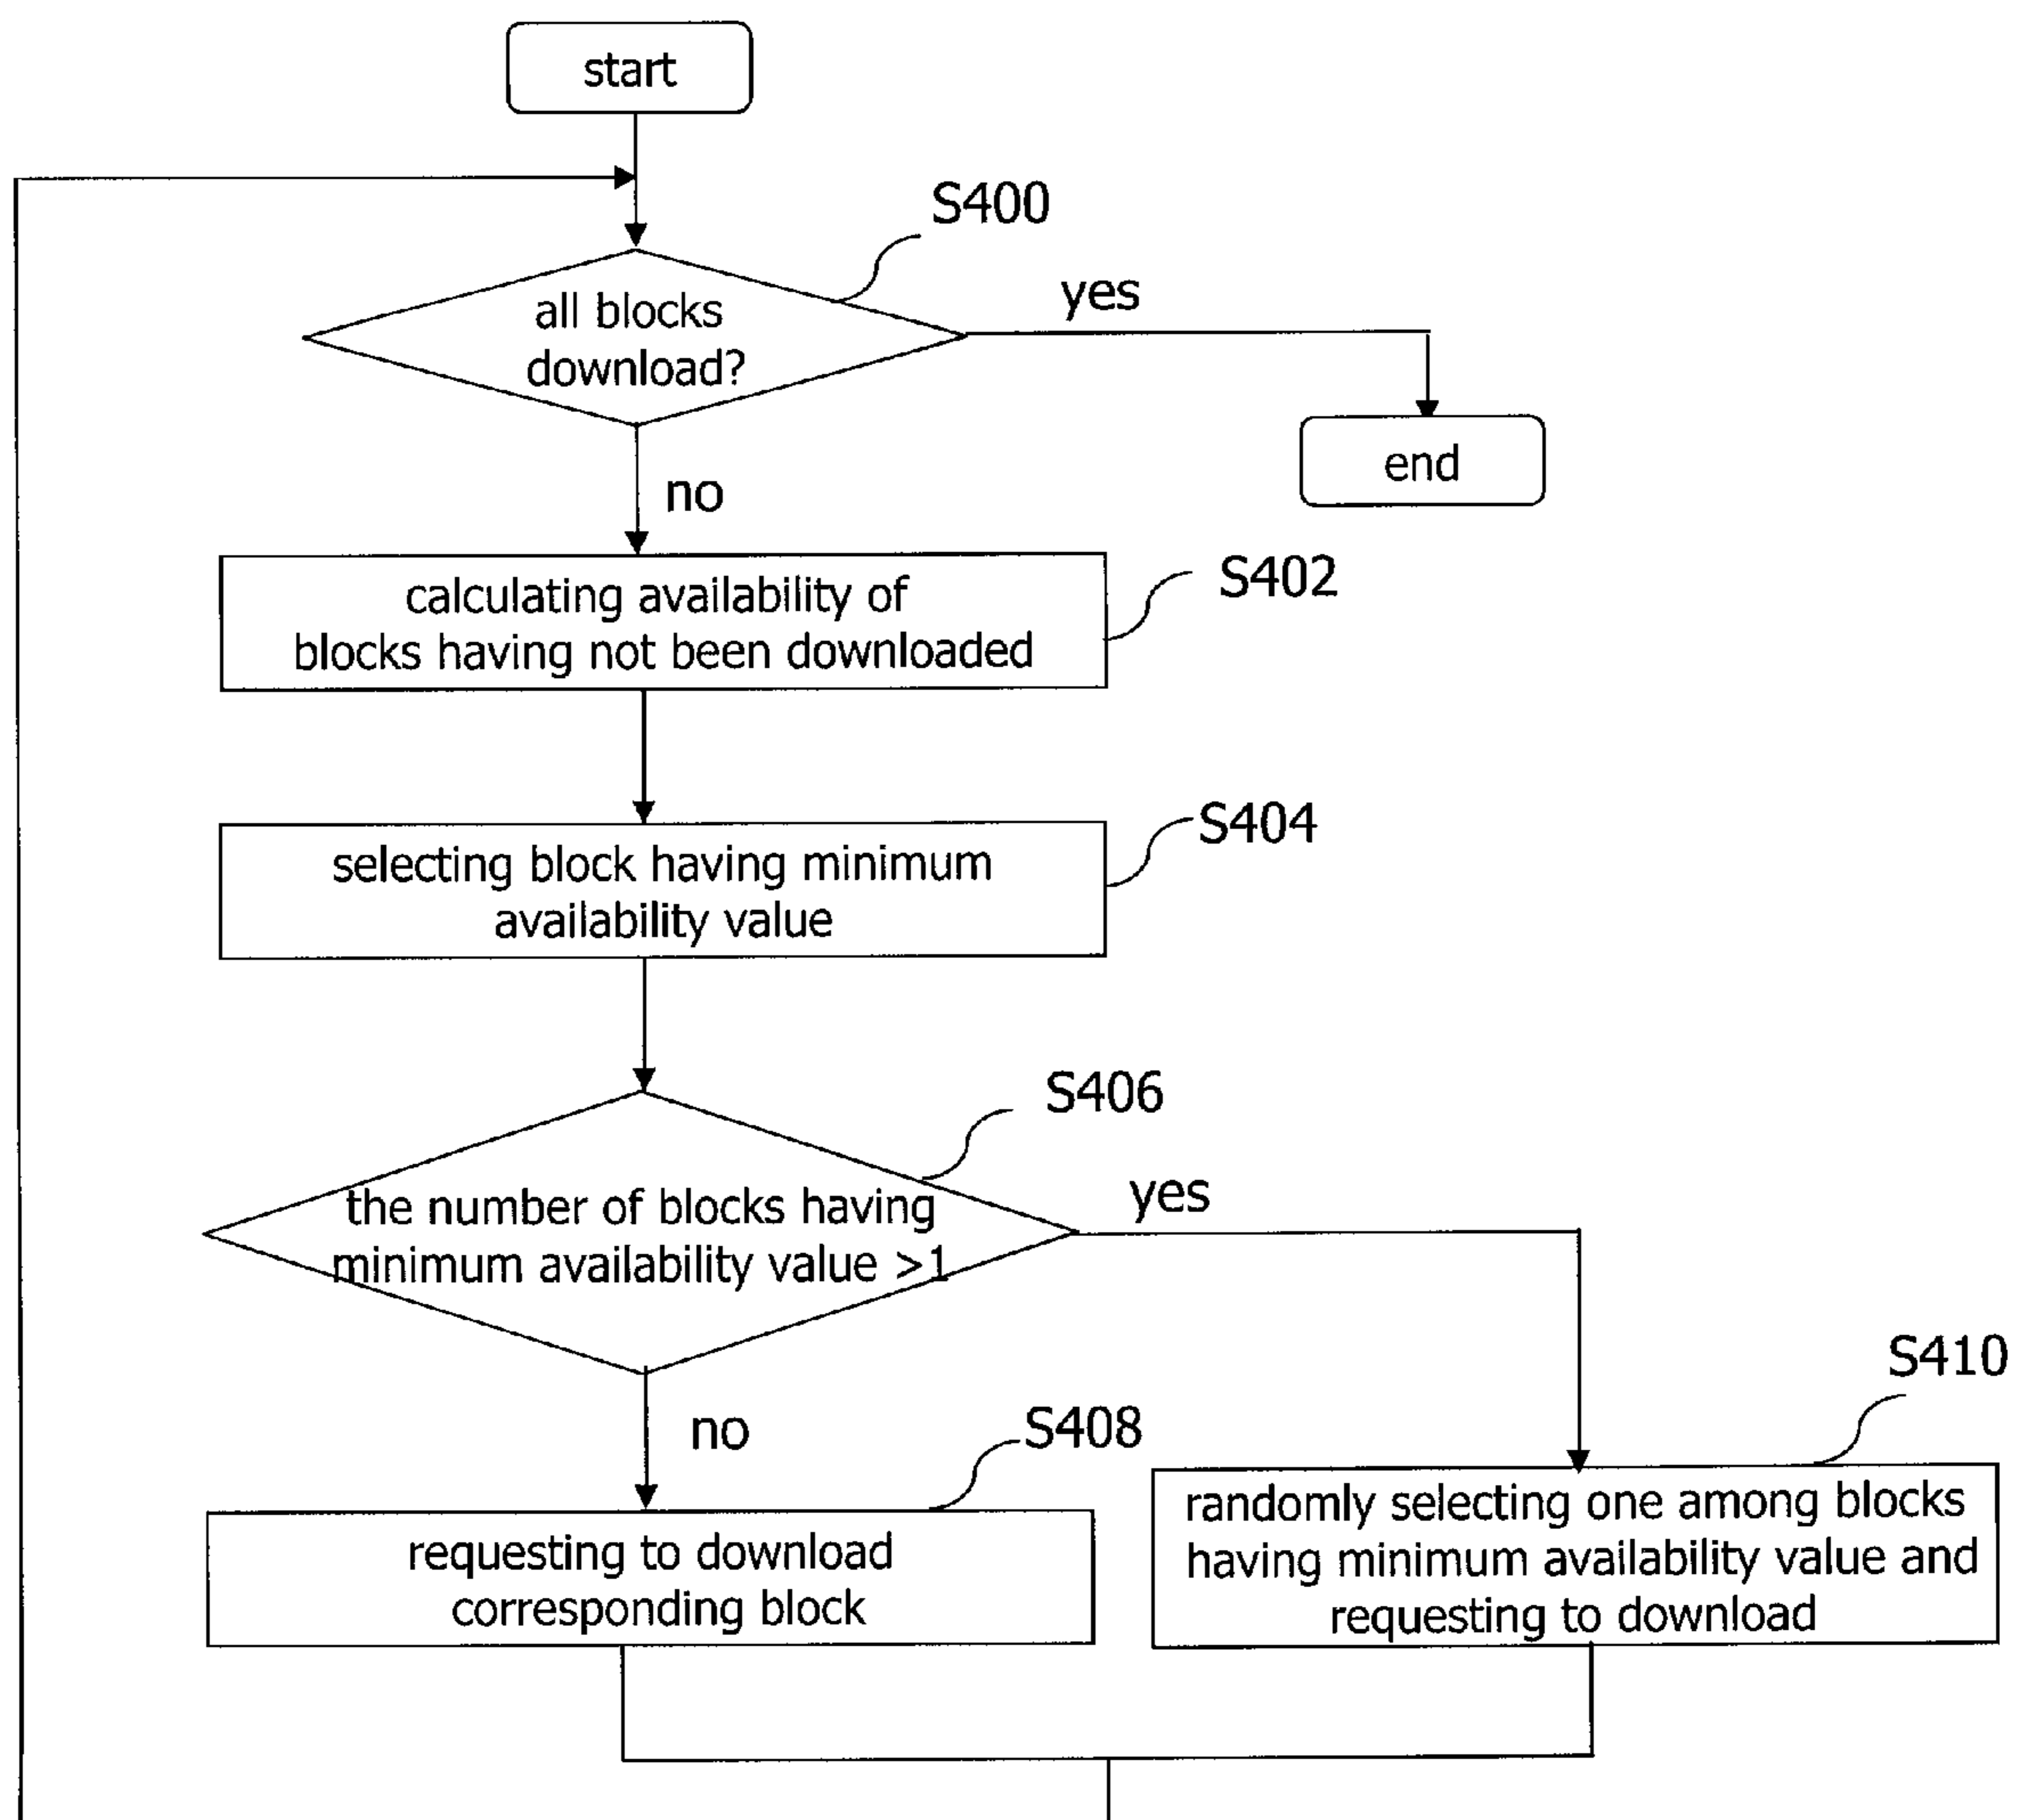 start
S400
all blocks
download?
yes
end
no
calculating availability of
blocks having not been downloaded
S402
selecting block having minimum
availability value
S404
S406
the number of blocks having
minimum availability value >1
yes
no
S408
requesting to download
corresponding block
S410
randomly selecting one among blocks
having minimum availability value and
requesting to download